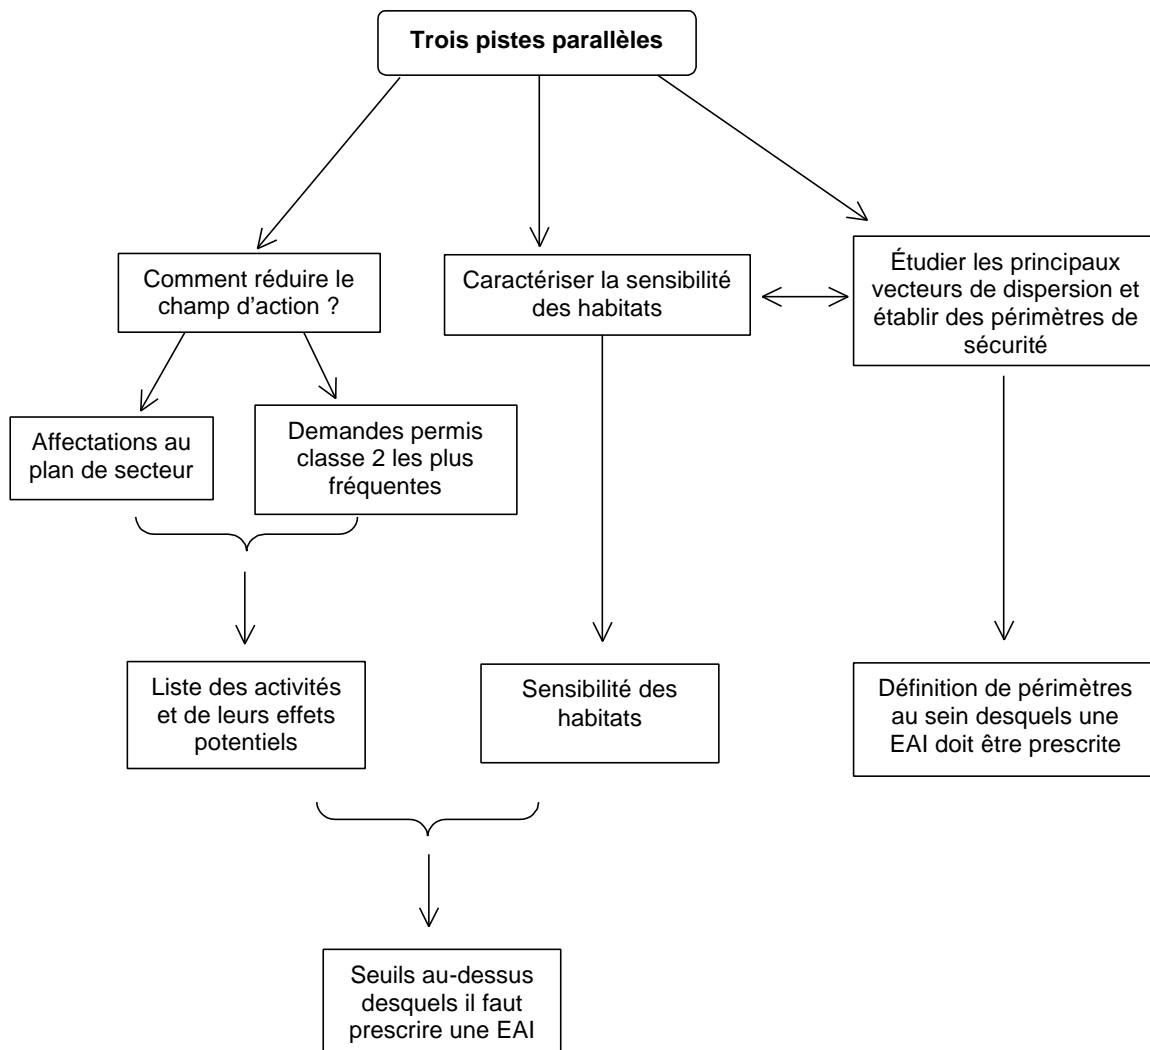 Trois pistes parallèles
Comment réduire le
champ d'action ?
Caractériser la sensibilité
des habitats
Étudier les principaux
vecteurs de dispersion et
établir des périmètres de
sécurité
Affectations au
plan de secteur
Demandes permis
classe 2 les plus
fréquentes
Liste des activités
et de leurs effets
potentiels
Sensibilité des
habitats
Définition de périmètres
au sein desquels une
EAI doit être prescrite
Seuils au-dessus
desquels il faut
prescrire une EAI